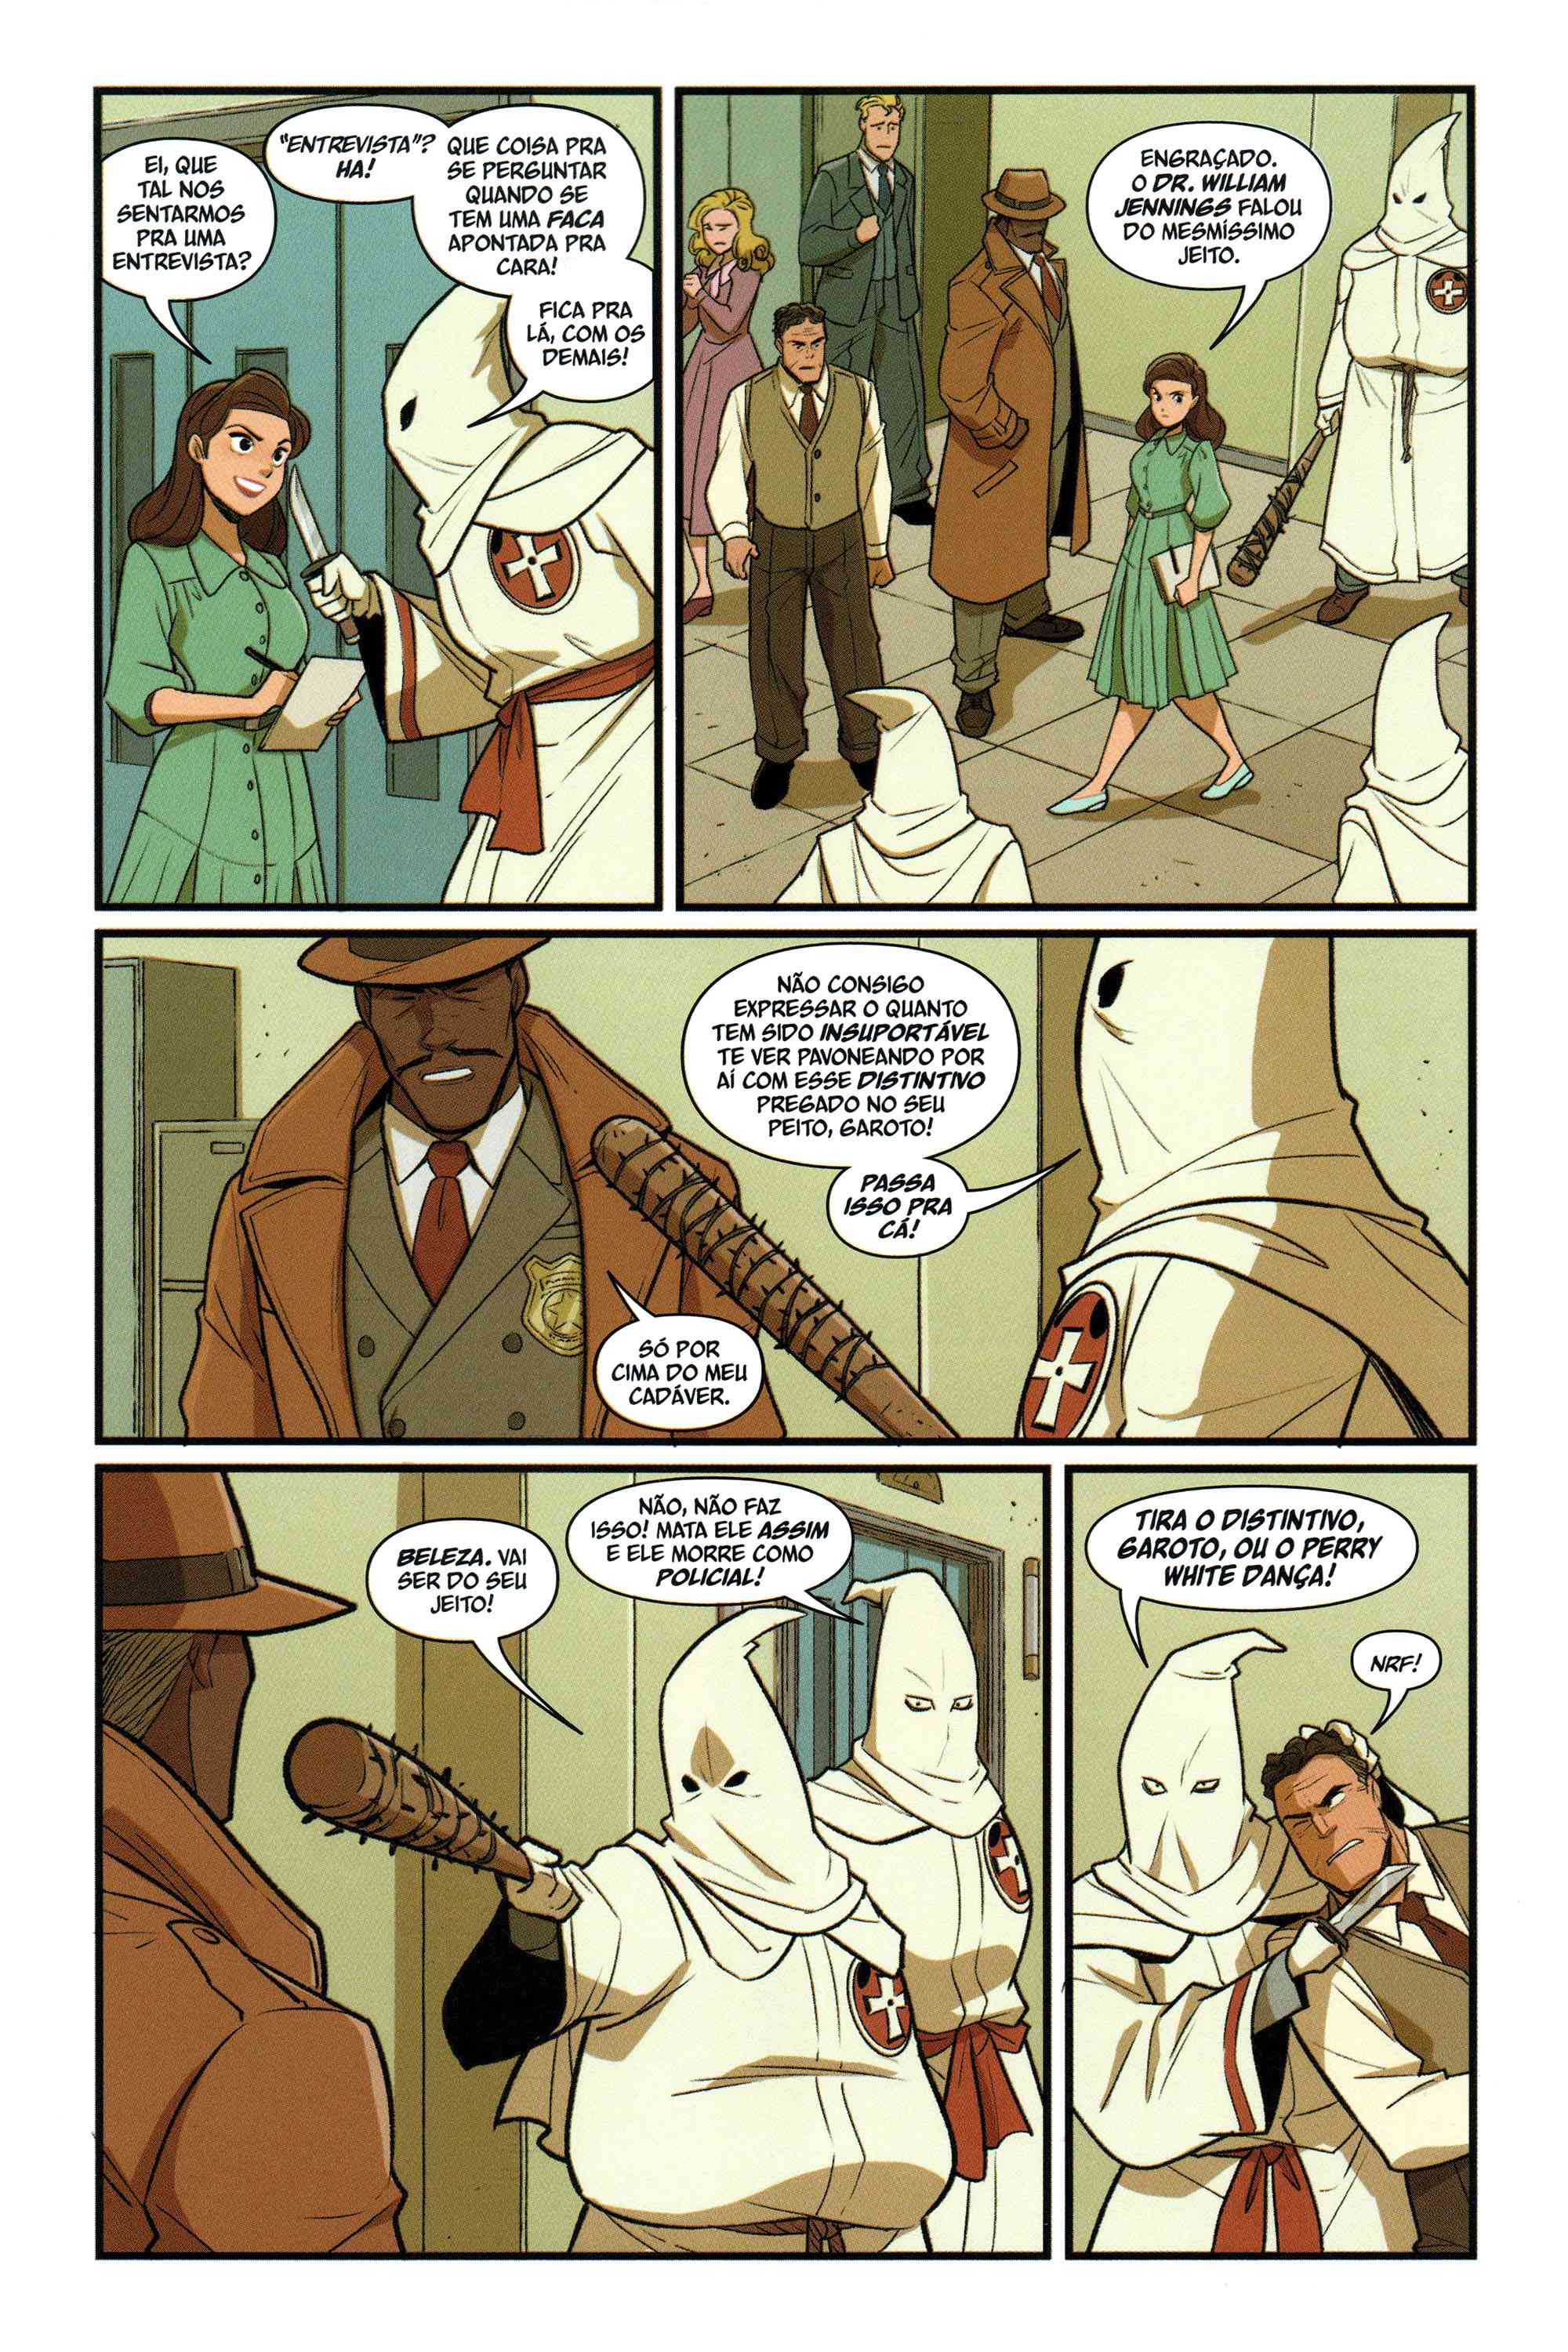 EI, QUE
TAL NOS
SENTARMOS
PRA UMA
ENTREVISTA?
"ENTREVISTA"?
HA!
QUE COISA PRA
SE PERGUNTAR
QUANDO SE
TEM UMA FACA
APONTADA PRA
CARA!
FICA PRA
LÁ, COM OS
DEMAIS!
ENGRAÇADO.
O DR. WILLIAM
JENNINGS FALOU
DO MESMÍSSIMO
JEITO.
NÃO CONSIGO
EXPRESSAR O QUANTO
TEM SIDO INSUPORTÁVEL
TE VER PAVONEANDO POR
AÍ COM ESSE DISTINTIVO
PREGADO NO SEU
PEITO, GAROTO!
PASSA
ISSO PRA
CÁ!
SÓ POR
CIMA DO MEU
CADÁVER.
BELEZA. VAI
SER DO SEU
JEITO!
NÃO, NÃO FAZ
ISSO! MATA ELE ASSIM
E ELE MORRE COMO
POLICIAL!
TIRA O DISTINTIVO,
GAROTO, OU O PERRY
WHITE DANÇA!
NRF!